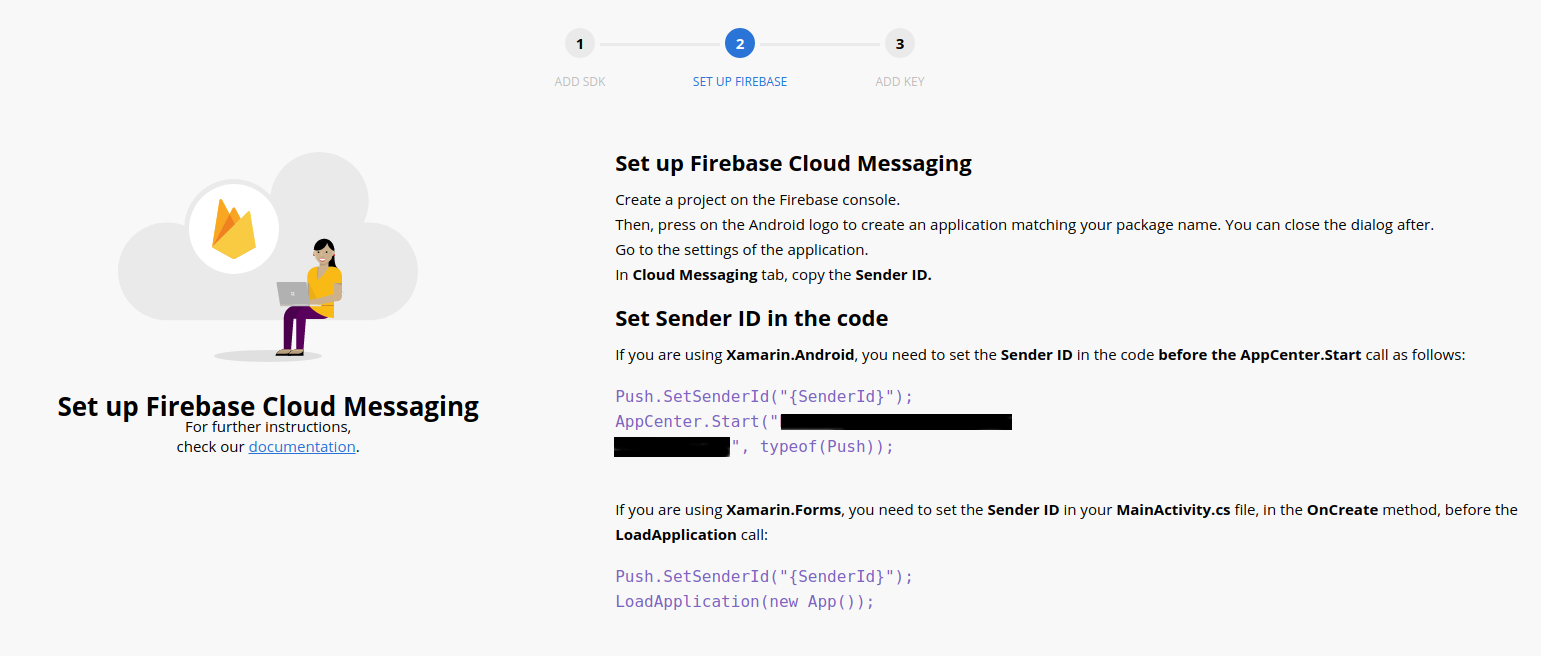 1 2 3
ADD SDK SET UP FIREBASE ADD KEY
Set up Firebase Cloud Messaging
For further instructions,
check our documentation.
Set up Firebase Cloud Messaging
Create a project on the Firebase console.
Then, press on the Android logo to create an application matching your package name. You can close the dialog after.
Go to the settings of the application.
In Cloud Messaging tab, copy the Sender ID.
Set Sender ID in the code
If you are using Xamarin.Android, you need to set the Sender ID in the code before the AppCenter.Start call as follows:
Push.SetSenderId("{SenderId}");
AppCenter.Start("
", typeof(Push));
If you are using Xamarin.Forms, you need to set the Sender ID in your MainActivity.cs file, in the OnCreate method, before the
LoadApplication call:
Push.SetSenderId("{SenderId}");
LoadApplication(new App());